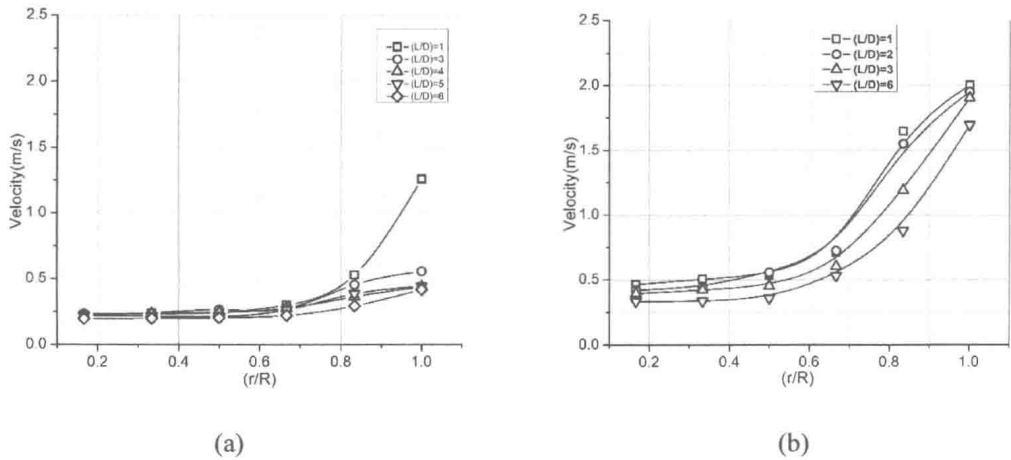 2.5
2.0
1.5
1.0
0.5
0.0
Velocity(m/s)
0.2 0.4 0.6 0.8 1.0
(r/R)
(L/D)=1
(L/D)=3
(L/D)=4
(L/D)=5
(L/D)=6
(a)
2.5
2.0
1.5
1.0
0.5
0.0
Velocity(m/s)
0.2 0.4 0.6 0.8 1.0
(r/R)
(L/D)=1
(L/D)=2
(L/D)=3
(L/D)=6
(b)